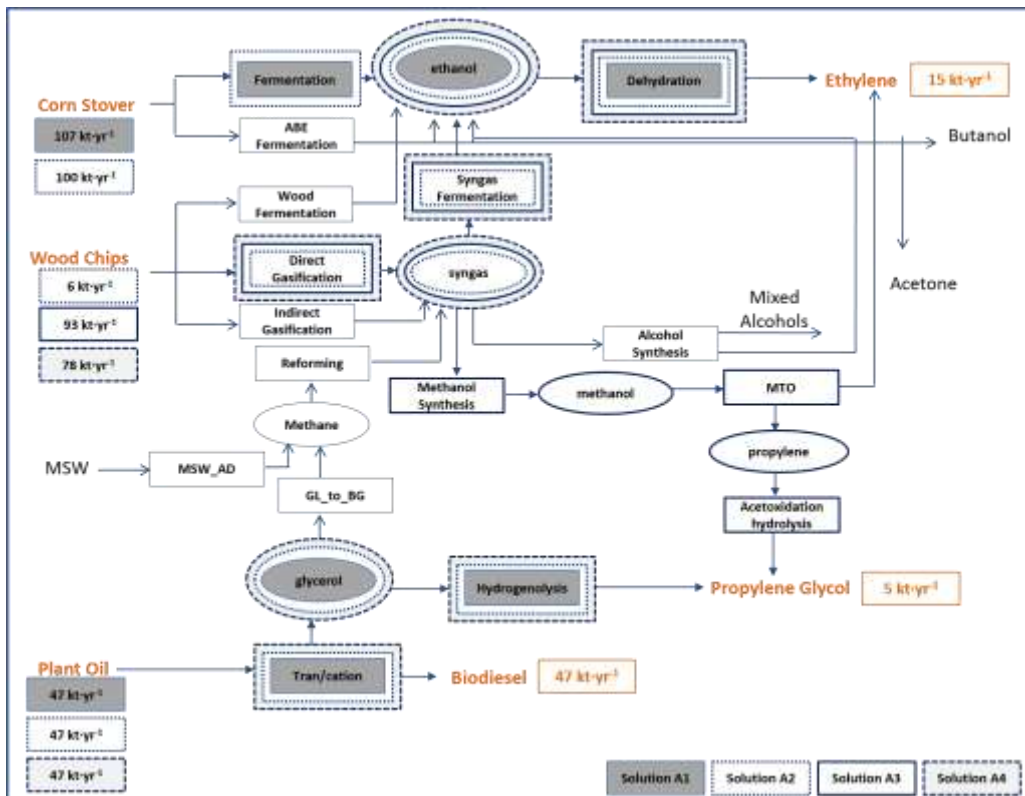 Fermentation
ethanol
Dehydration
Ethylene
15 kt·yr⁻¹
Corn Stover
107 kt·yr⁻¹
100 kt·yr⁻¹
ABE
Fermentation
Butanol
Wood
Fermentation
Syngas
Fermentation
Wood Chips
6 kt·yr⁻¹
93 kt·yr⁻¹
78 kt·yr⁻¹
Direct
Gasification
syngas
Acetone
Indirect
Gasification
Mixed
Alcohols
Alcohol
Synthesis
Reforming
Methanol
Synthesis
methanol
MTO
Methane
propylene
MSW
MSW_AD
GL_to_BG
Acetoxidation
hydrolysis
glycerol
Hydrogenolysis
Propylene Glycol
5 kt·yr⁻¹
Plant Oil
47 kt·yr⁻¹
47 kt·yr⁻¹
47 kt·yr⁻¹
Tran/cation
Biodiesel
47 kt·yr⁻¹
Solution A1
Solution A2
Solution A3
Solution A4